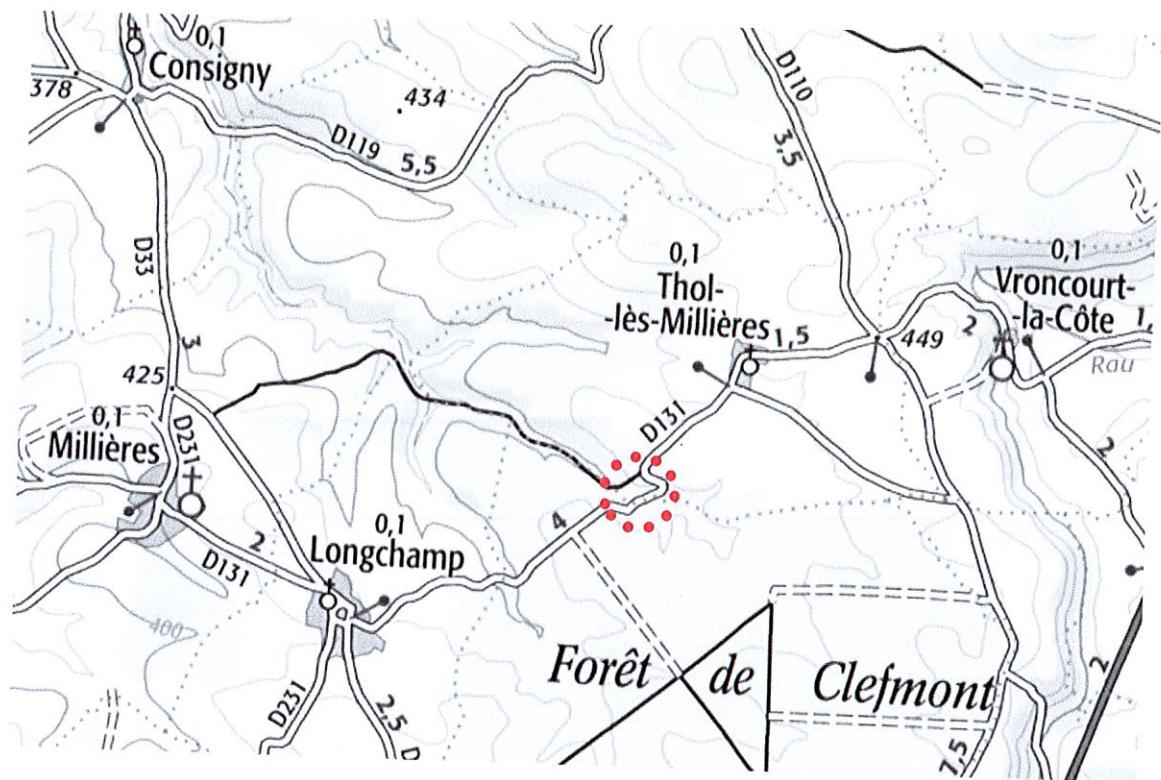 0,1
Consigny
378
434
D119
5,5
D110
3,5
D33
3
0,1
Thol-
-lès-Millières
1,5
449
2
0,1
Vroncourt-
-la-Côte
1,
Rau
425
0,1
Millières
D231
D131
4
2
D131
0,1
Longchamp
2
400
Forêt de Clefmont
2
D231
2,5
D
7,5